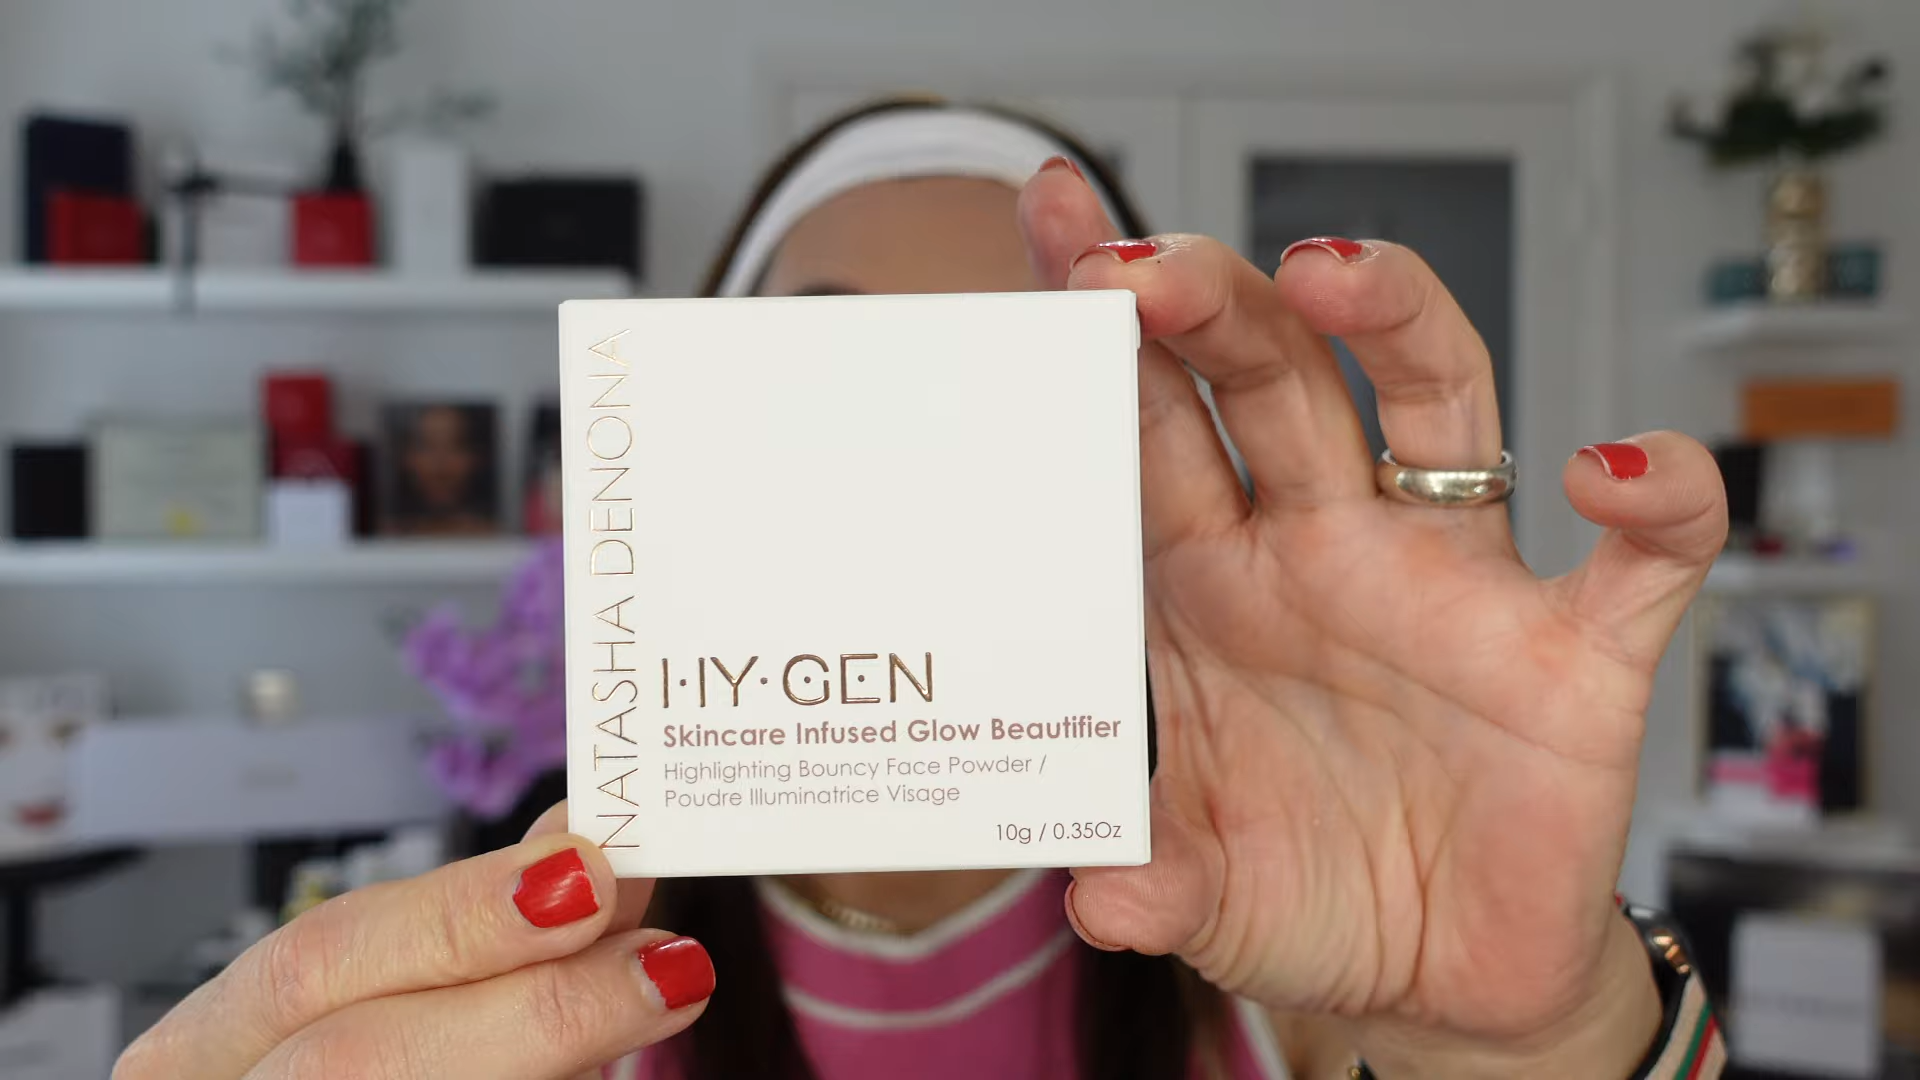 NATASHA DENONA
HY·GEN
Skincare Infused Glow Beautifier
Highlighting Bouncy Face Powder /
Poudre Illuminatrice Visage
10g / 0.35Oz